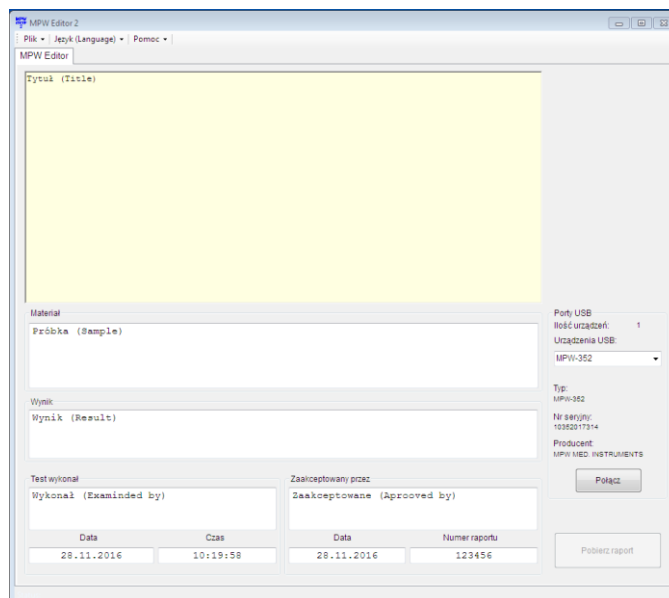 MPW Editor 2
Plik Język (Language) Pomoc
MPW Editor
Tytuł (Title)
Materiał
Próbka (Sample)
Wynik
Wynik (Result)
Test wykonał
Wykonał (Examinded by)
Data Czas
28.11.2016 10:19:58
Zaakceptowany przez
Zaakceptowane (Aprooved by)
Data Numer raportu
28.11.2016 123456
Porty USB
Ilość urządzeń: 1
Urządzenia USB:
MPW-352
Typ:
MPW-352
Nr seryjny:
10352017314
Producent:
MPW MED. INSTRUMENTS
Połącz
Pobierz raport